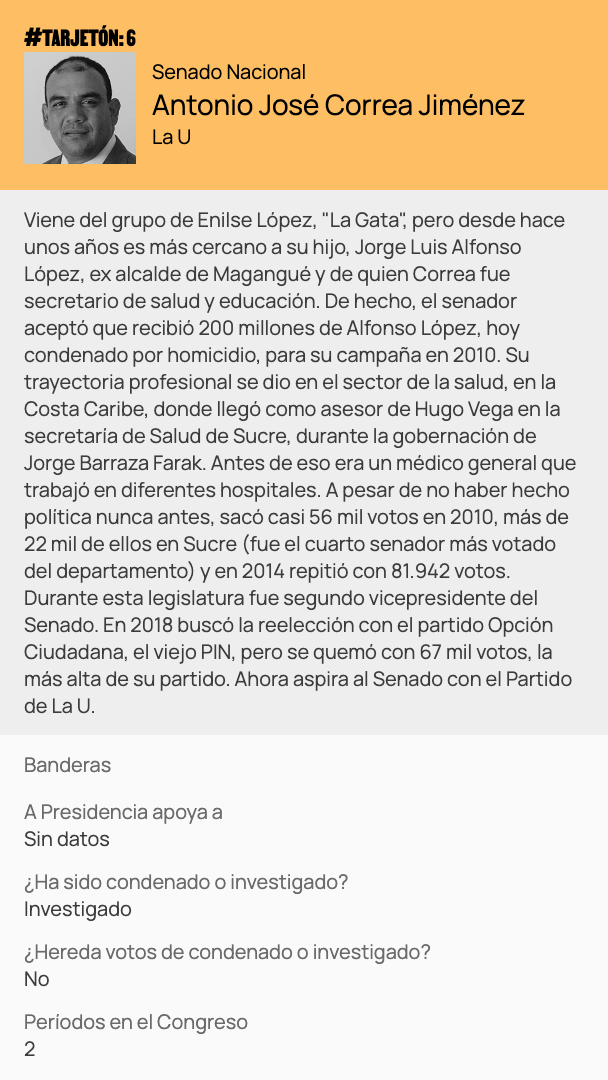 #TARJETÓN: 6
Senado Nacional
Antonio José Correa Jiménez
La U
Viene del grupo de Enilse López, "La Gata", pero desde hace
unos años es más cercano a su hijo, Jorge Luis Alfonso
López, ex alcalde de Magangué y de quien Correa fue
secretario de salud y educación. De hecho, el senador
aceptó que recibió 200 millones de Alfonso López, hoy
condenado por homicidio, para su campaña en 2010. Su
trayectoria profesional se dio en el sector de la salud, en la
Costa Caribe, donde llegó como asesor de Hugo Vega en la
secretaría de Salud de Sucre, durante la gobernación de
Jorge Barraza Farak. Antes de eso era un médico general que
trabajó en diferentes hospitales. A pesar de no haber hecho
política nunca antes, sacó casi 56 mil votos en 2010, más de
22 mil de ellos en Sucre (fue el cuarto senador más votado
del departamento) y en 2014 repitió con 81.942 votos.
Durante esta legislatura fue segundo vicepresidente del
Senado. En 2018 buscó la reelección con el partido Opción
Ciudadana, el viejo PIN, pero se quemó con 67 mil votos, la
más alta de su partido. Ahora aspira al Senado con el Partido
de La U.
Banderas
A Presidencia apoya a
Sin datos
¿Ha sido condenado o investigado?
Investigado
¿Hereda votos de condenado o investigado?
No
Períodos en el Congreso
2